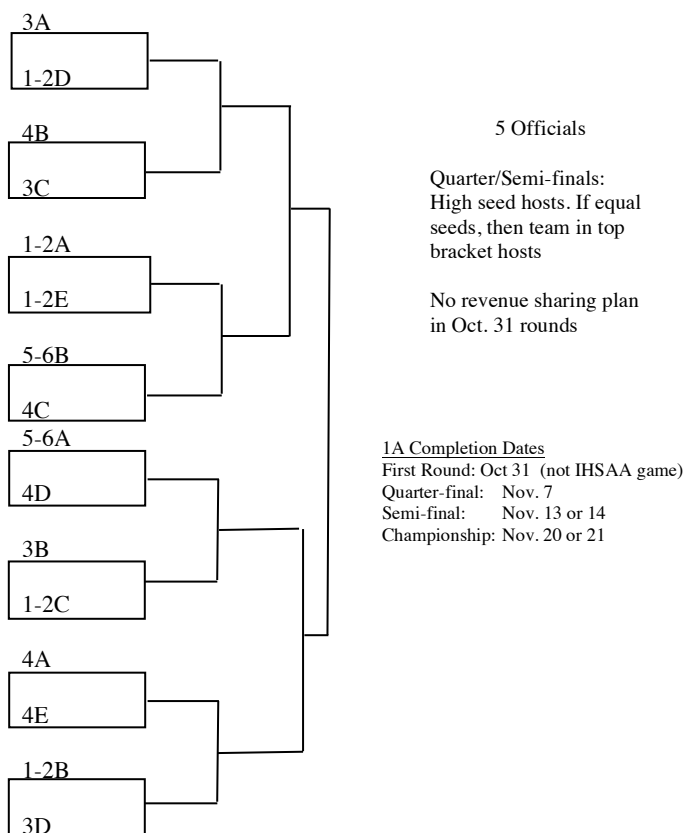 3A
1-2D
4B
3C
1-2A
1-2E
5-6B
4C
5-6A
4D
3B
1-2C
4A
4E
1-2B
3D
5 Officials
Quarter/Semi-finals:
High seed hosts. If equal
seeds, then team in top
bracket hosts
No revenue sharing plan
in Oct. 31 rounds
1A Completion Dates
First Round: Oct 31 (not IHSAA game)
Quarter-final: Nov. 7
Semi-final: Nov. 13 or 14
Championship: Nov. 20 or 21